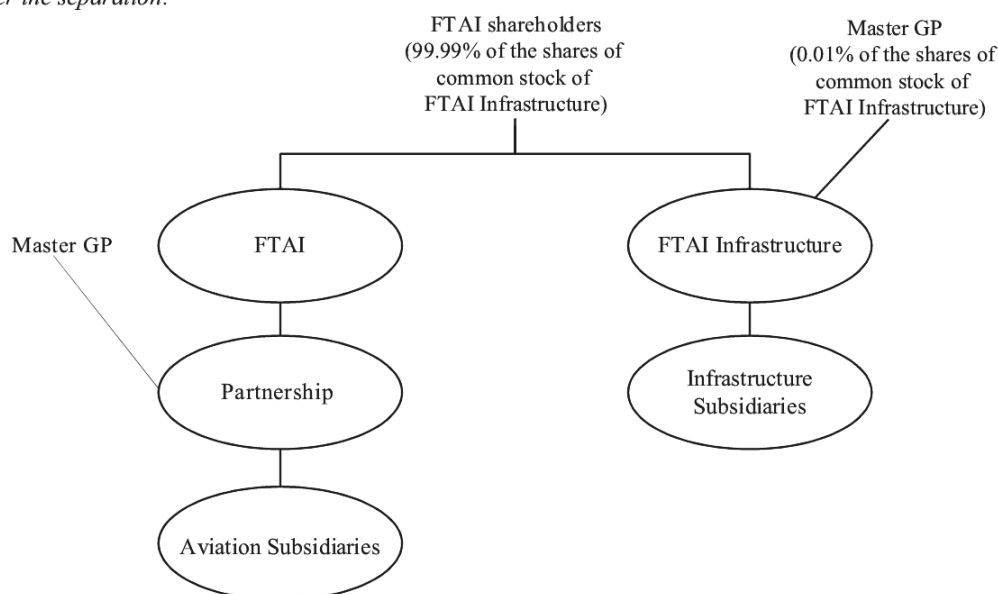 the separation.
FTAI shareholders
(99.99% of the shares of
common stock of
FTAI Infrastructure)
Master GP
(0.01% of the shares of
common stock of
FTAI Infrastructure)
Master GP
FTAI
FTAI Infrastructure
Partnership
Infrastructure
Subsidiaries
Aviation Subsidiaries